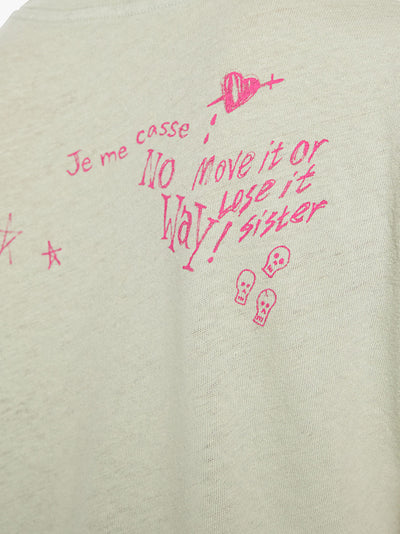 Je me casse
No
Way!
Move it or
Lose it
sister